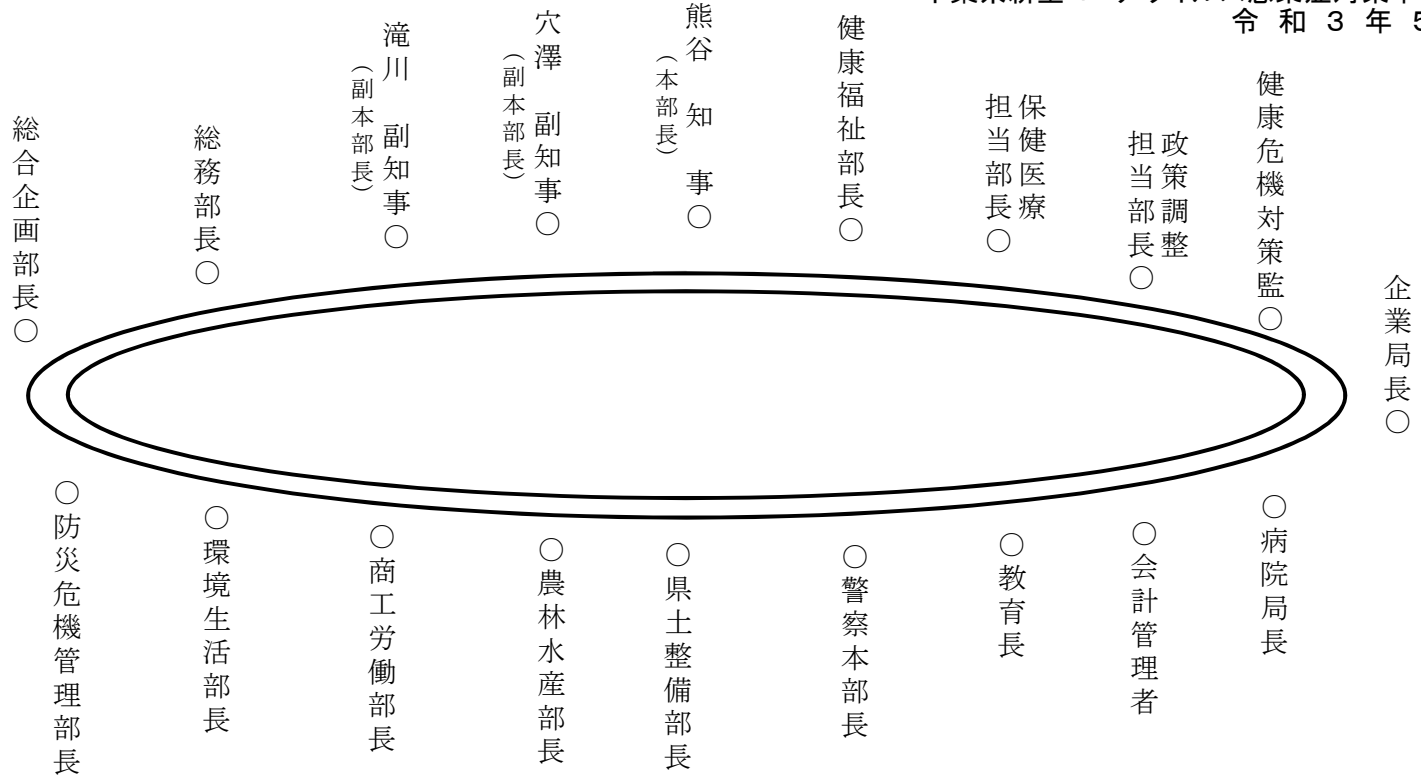 令 和 3 年 5
企業局長○
健康危機対策監○
政策調整
担当部長○
保健医療
担当部長○
健康福祉部長○
熊谷 知 事○
(本部長)
穴澤 副知事○
(副本部長)
滝川 副知事○
(副本部長)
総務部長○
総合企画部長○
○病院局長
○会計管理者
○教育長
○警察本部長
○県土整備部長
○農林水産部長
○商工労働部長
○環境生活部長
○防災危機管理部長